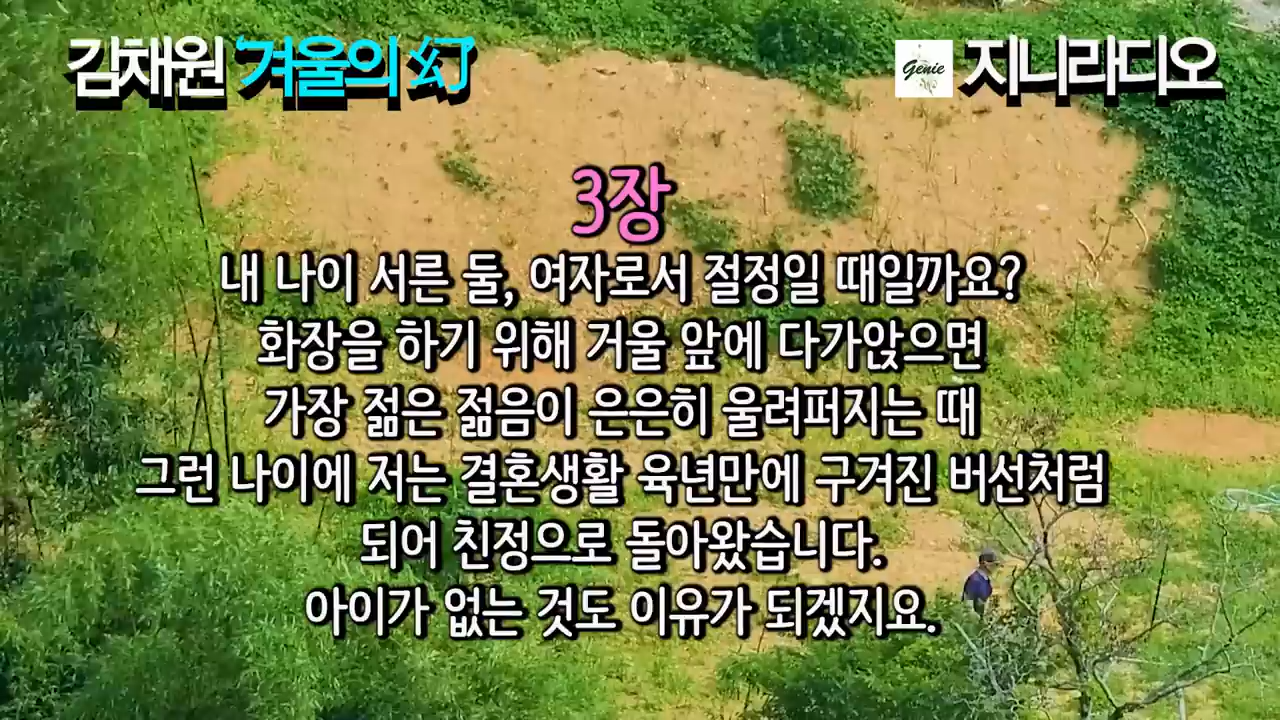 김채원 '겨울의 幻'
Genie 지니라디오
3장
내 나이 서른 둘, 여자로서 절정일 때일까요?
화장을 하기 위해 거울 앞에 다가앉으면
가장 젊은 젊음이 은은히 울려퍼지는 때
그런 나이에 저는 결혼생활 육년만에 구겨진 버선처럼
되어 친정으로 돌아왔습니다.
아이가 없는 것도 이유가 되겠지요.